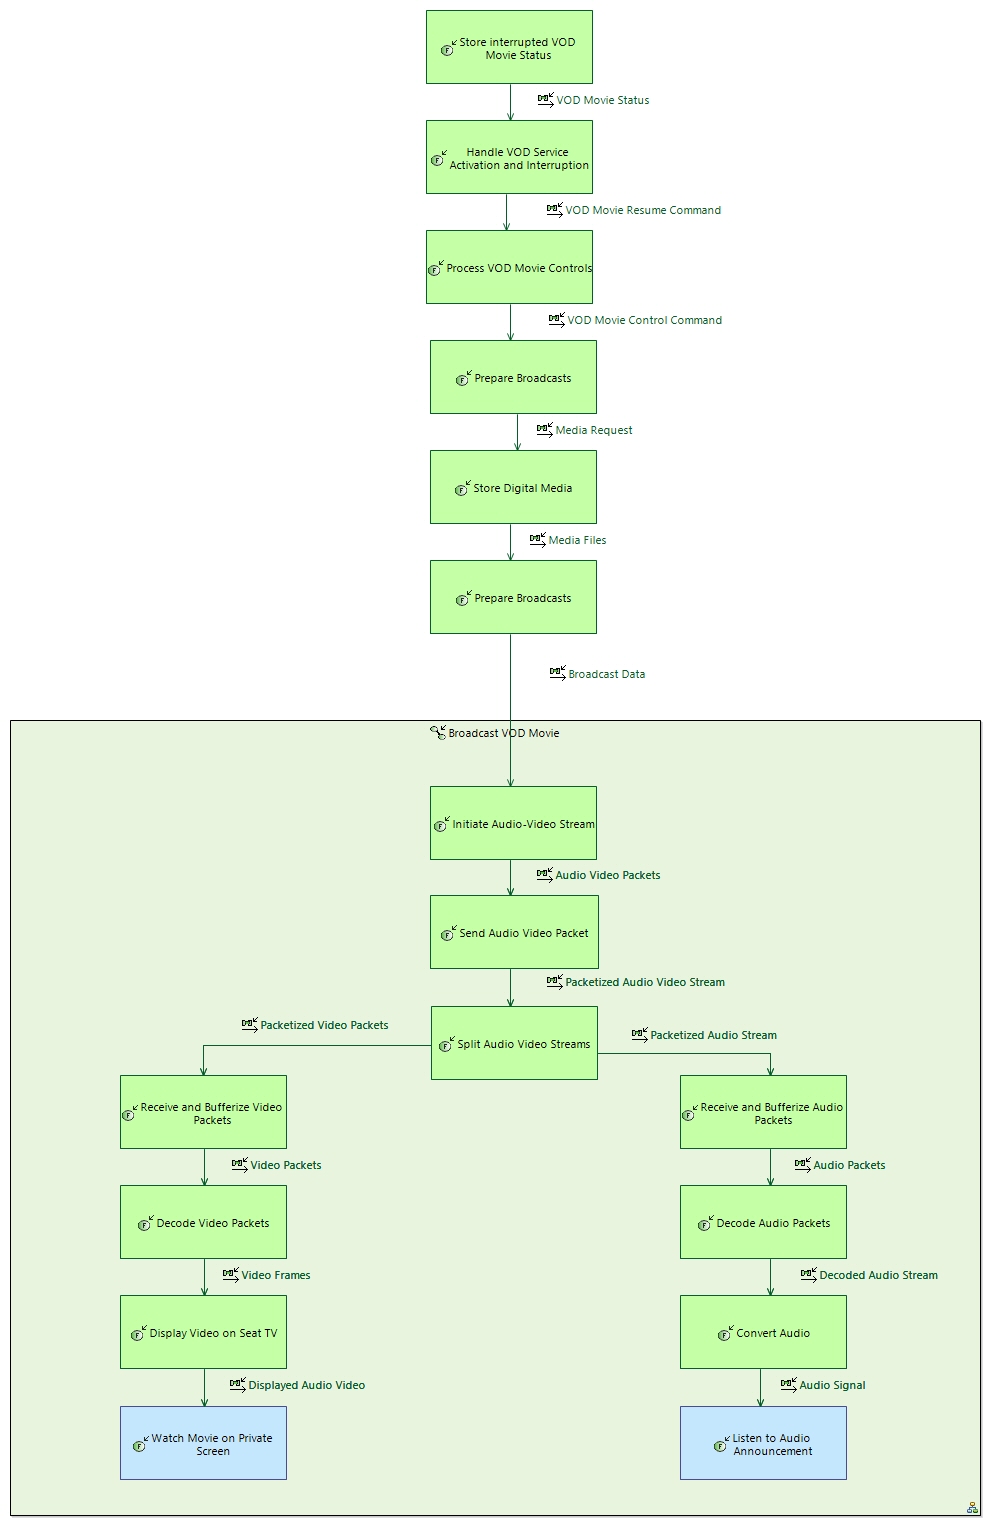 Store interrupted VOD
Movie Status
VOD Movie Status
Handle VOD Service
Activation and Interruption
VOD Movie Resume Command
Process VOD Movie Controls
VOD Movie Control Command
Prepare Broadcasts
Media Request
Store Digital Media
Media Files
Prepare Broadcasts
Broadcast Data
Broadcast VOD Movie
Initiate Audio-Video Stream
Audio Video Packets
Send Audio Video Packet
Packetized Audio Video Stream
Split Audio Video Streams
Packetized Video Packets
Packetized Audio Stream
Receive and Bufferize Video
Packets
Receive and Bufferize Audio
Packets
Video Packets
Audio Packets
Decode Video Packets
Decode Audio Packets
Video Frames
Decoded Audio Stream
Display Video on Seat TV
Convert Audio
Displayed Audio Video
Audio Signal
Watch Movie on Private
Screen
Listen to Audio
Announcement